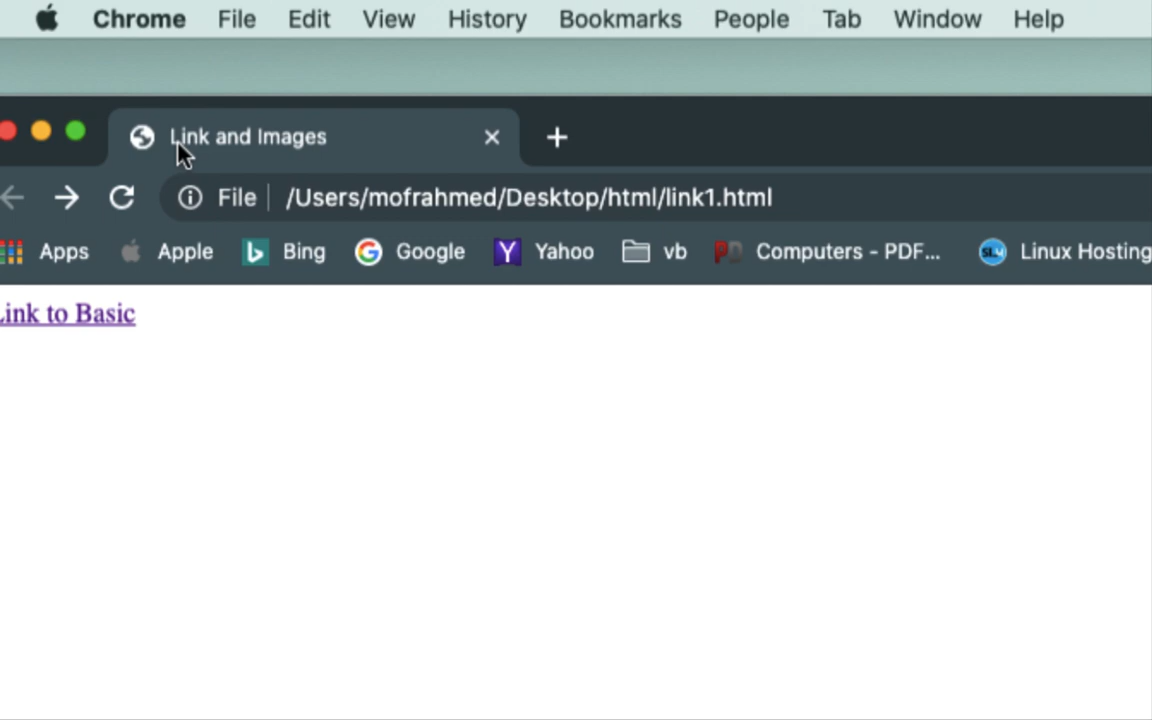 Chrome File Edit View History Bookmarks People Tab Window Help
Link and Images
File /Users/mofrahmed/Desktop/html/link1.html
Apps Apple Bing Google Yahoo vb Computers - PDF... Linux Hosting
Link to Basic